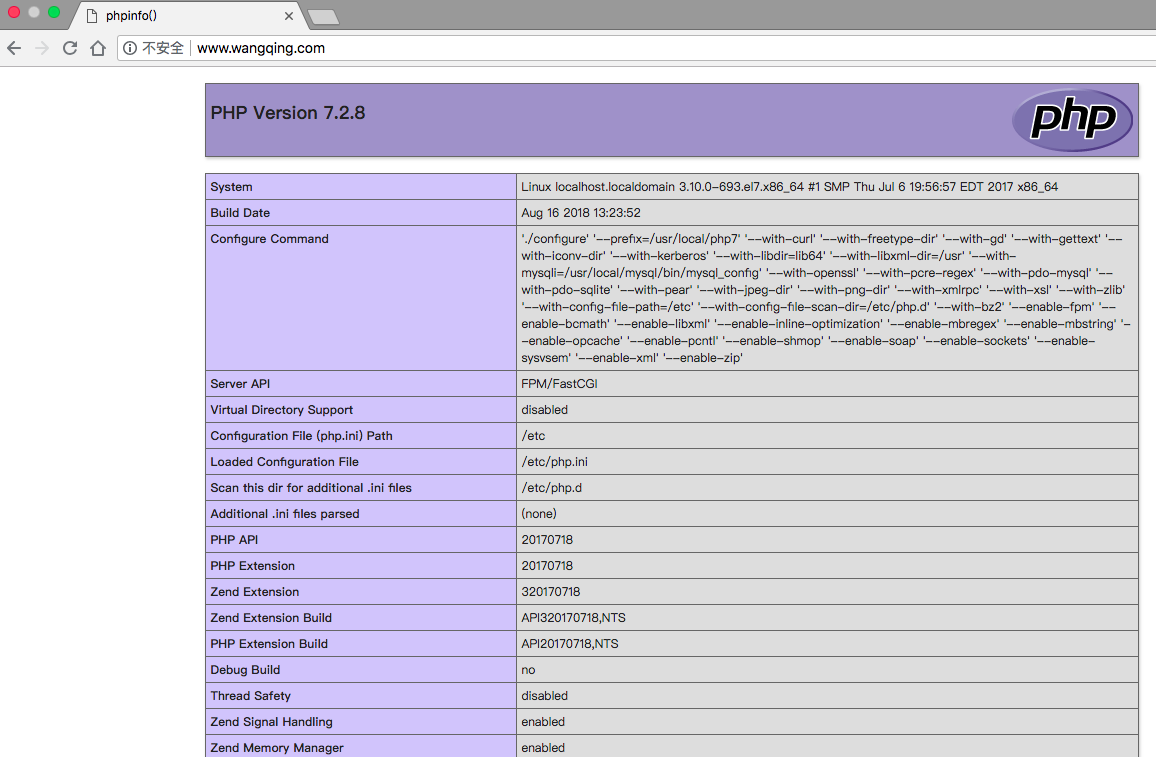 phpinfo()
不安全 www.wangqing.com
PHP Version 7.2.8
php
System Linux localhost.localdomain 3.10.0-693.el7.x86_64 #1 SMP Thu Jul 6 19:56:57 EDT 2017 x86_64
Build Date Aug 16 2018 13:23:52
Configure Command './configure' '--prefix=/usr/local/php7' '--with-curl' '--with-freetype-dir' '--with-gd' '--with-gettext' '--
with-iconv-dir' '--with-kerberos' '--with-libdir=lib64' '--with-libxml-dir=/usr' '--with-
mysqli=/usr/local/mysql/bin/mysql_config' '--with-openssl' '--with-pcre-regex' '--with-pdo-mysql' '--
with-pdo-sqlite' '--with-pear' '--with-jpeg-dir' '--with-png-dir' '--with-xmlrpc' '--with-xsl' '--with-zlib'
'--with-config-file-path=/etc' '--with-config-file-scan-dir=/etc/php.d' '--with-bz2' '--enable-fpm' '--
enable-bcmath' '--enable-libxml' '--enable-inline-optimization' '--enable-mbregex' '--enable-mbstring' '-
-enable-opcache' '--enable-pcntl' '--enable-shmop' '--enable-soap' '--enable-sockets' '--enable-
sysvsem' '--enable-xml' '--enable-zip'
Server API FPM/FastCGI
Virtual Directory Support disabled
Configuration File (php.ini) Path /etc
Loaded Configuration File /etc/php.ini
Scan this dir for additional .ini files /etc/php.d
Additional .ini files parsed (none)
PHP API 20170718
PHP Extension 20170718
Zend Extension 320170718
Zend Extension Build API320170718,NTS
PHP Extension Build API20170718,NTS
Debug Build no
Thread Safety disabled
Zend Signal Handling enabled
Zend Memory Manager enabled